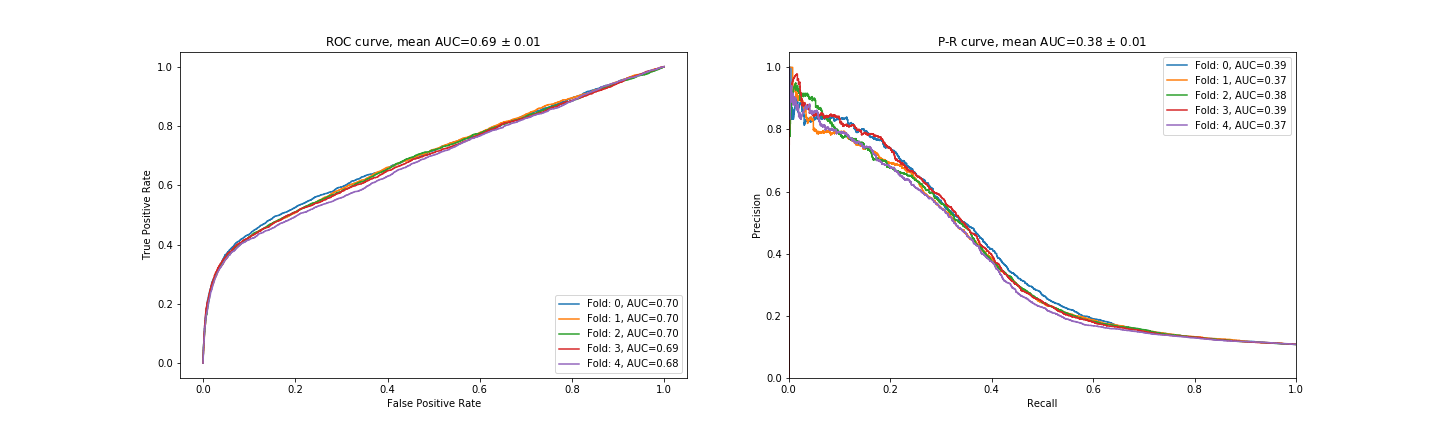 ROC curve, mean AUC=0.69 ± 0.01
True Positive Rate
1.0
0.8
0.6
0.4
0.2
0.0
Fold: 0, AUC=0.70
Fold: 1, AUC=0.70
Fold: 2, AUC=0.70
Fold: 3, AUC=0.69
Fold: 4, AUC=0.68
0.0 0.2 0.4 0.6 0.8 1.0
False Positive Rate
P-R curve, mean AUC=0.38 ± 0.01
Precision
1.0
0.8
0.6
0.4
0.2
0.0
Fold: 0, AUC=0.39
Fold: 1, AUC=0.37
Fold: 2, AUC=0.38
Fold: 3, AUC=0.39
Fold: 4, AUC=0.37
0.0 0.2 0.4 0.6 0.8 1.0
Recall